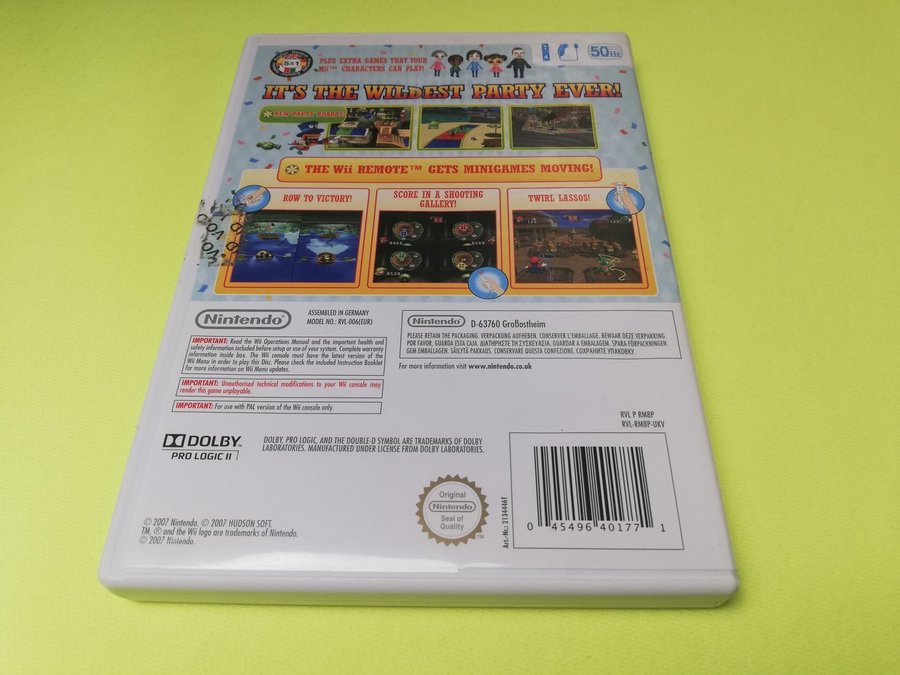 5&1
PLUS EXTRA GAMES THAT YOUR
Mii™ CHARACTERS CAN PLAY!
50Hz
IT'S THE WILDEST PARTY EVER!
NEW PARTY BOARDS!
THE Wii REMOTE™ GETS MINIGAMES MOVING!
ROW TO VICTORY!
SCORE IN A SHOOTING
GALLERY!
TWIRL LASSOS!
Nintendo®
ASSEMBLED IN GERMANY
MODEL NO.: RVL-006(EUR)
IMPORTANT: Read the Wii Operations Manual and the important health and
safety information included before setup or use of your system. Complete warranty
information inside box. The Wii console must have the latest version of the
Wii Menu in order to play this Disc. Please check the included Instruction Booklet
for more information on Wii Menu updates.
IMPORTANT: Unauthorised technical modifications to your Wii console may
render this game unplayable.
IMPORTANT: For use with PAL version of the Wii console only.
Nintendo® D-63760 Großostheim
PLEASE RETAIN THE PACKAGING. VERPACKUNG AUFHEBEN. CONSERVER L'EMBALLAGE. BEWAAR DEZE VERPAKKING.
POR FAVOR, GUARDA ESTA CAJA. ΔΙΑΤΗΡΗΣΤΕ ΤΗ ΣΥΣΚΕΥΑΣΙΑ. GUARDAR A EMBALAGEM. SPARA FÖRPACKNINGEN.
GEM EMBALLAGEN. SÄILYTÄ PAKKAUS. CONSERVARE QUESTA CONFEZIONE. СОХРАНИТЕ УПАКОВКУ.
For more information visit www.nintendo.co.uk
RVL P RM8P
RVL-RM8P-UKV
DOLBY™
PRO LOGIC II
DOLBY, PRO LOGIC, AND THE DOUBLE-D SYMBOL ARE TRADEMARKS OF DOLBY
LABORATORIES. MANUFACTURED UNDER LICENSE FROM DOLBY LABORATORIES.
© 2007 Nintendo. © 2007 HUDSON SOFT.
TM, ® and the Wii logo are trademarks of Nintendo.
© 2007 Nintendo.
Original
Nintendo
Seal of
Quality
TM
Art.-No.: 2134446T
0 45496 40177 1